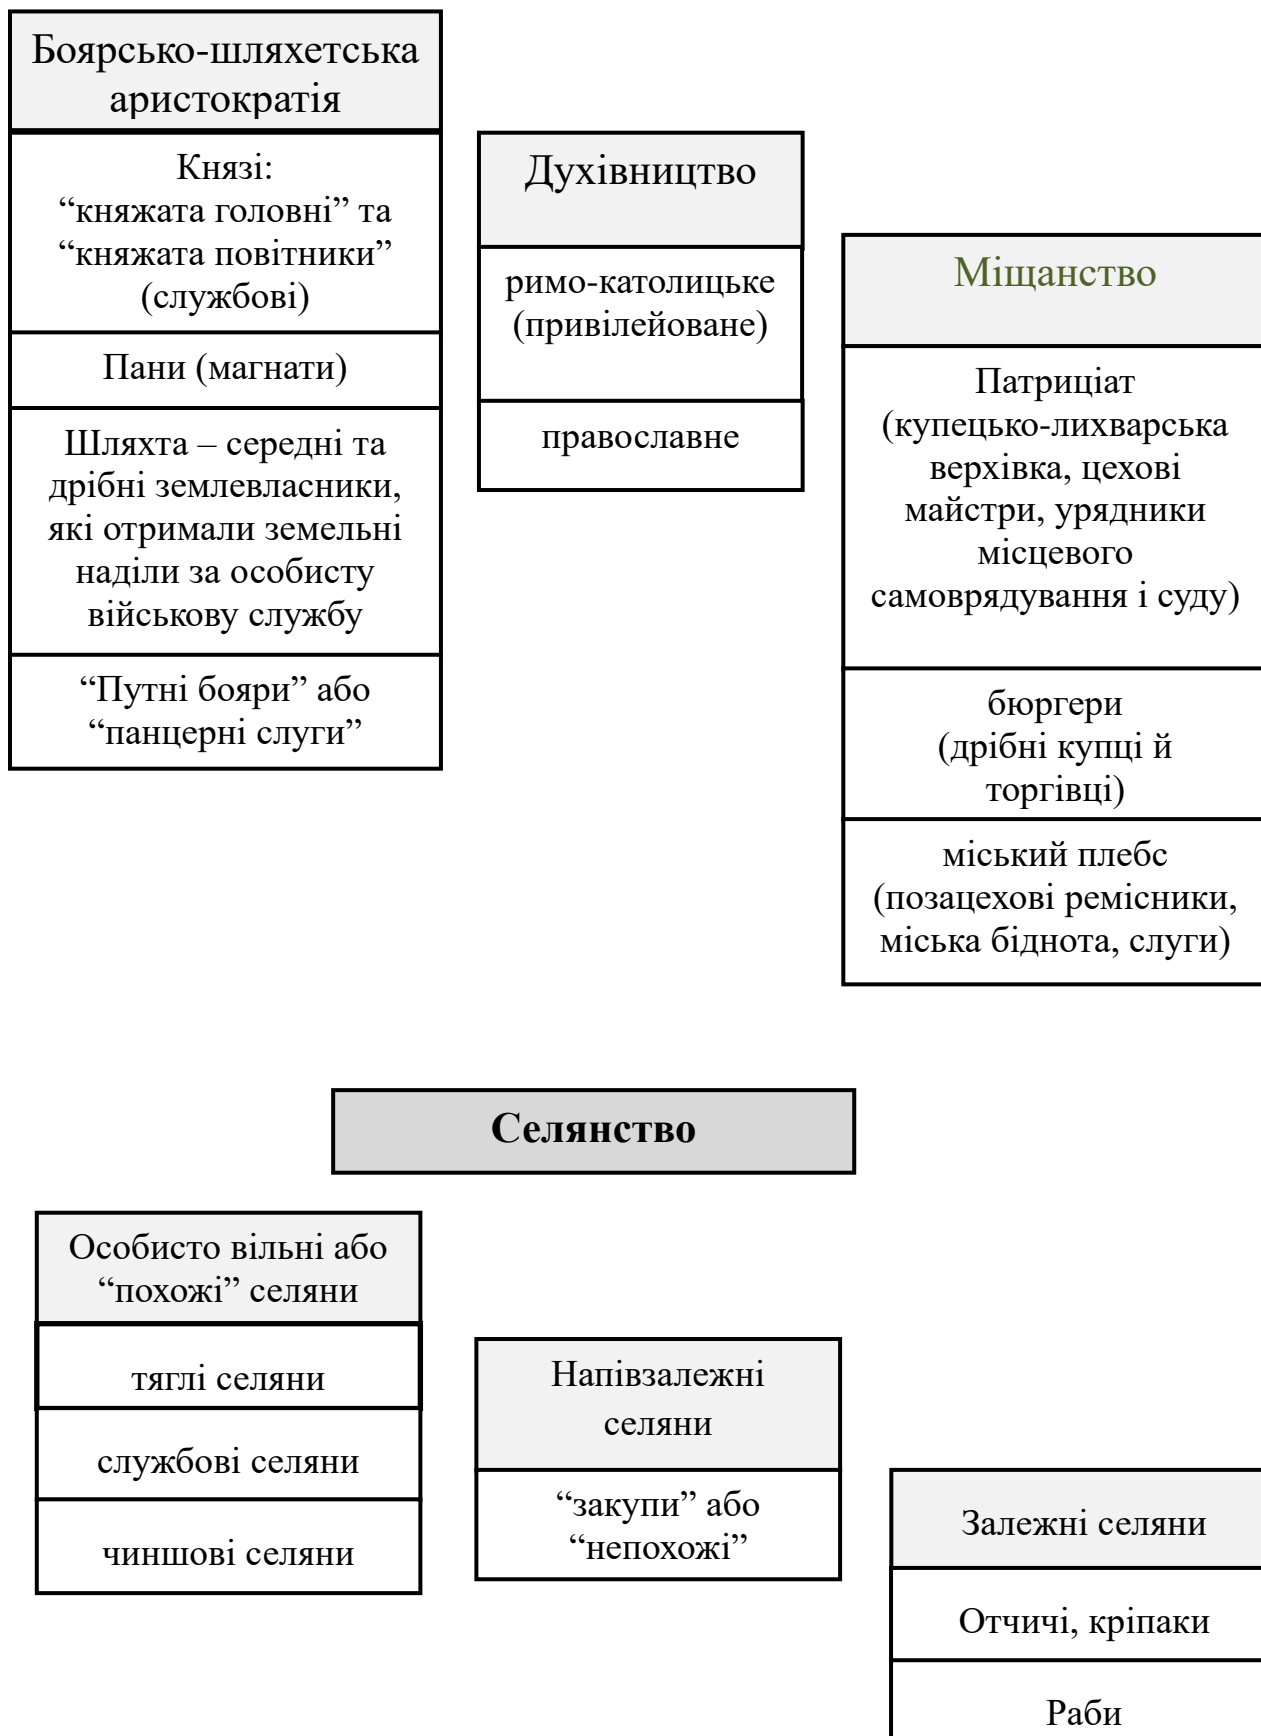 Боярсько-шляхетська
аристократія
Князі:
“княжата головні” та
“княжата повітники”
(службові)
Пани (магнати)
Шляхта – середні та
дрібні землевласники,
які отримали земельні
наділи за особисту
військову службу
“Путні бояри” або
“панцерні слуги”
Духівництво
римо-католицьке
(привілейоване)
православне
Міщанство
Патриціат
(купецько-лихварська
верхівка, цехові
майстри, урядники
місцевого
самоврядування і суду)
бюргери
(дрібні купці й
торгівці)
міський плебс
(позацехові ремісники,
міська біднота, слуги)
Селянство
Особисто вільні або
“похожі” селяни
тяглі селяни
службові селяни
чиншові селяни
Напівзалежні
селяни
“закупи” або
“непохожі”
Залежні селяни
Отчичі, кріпаки
Раби